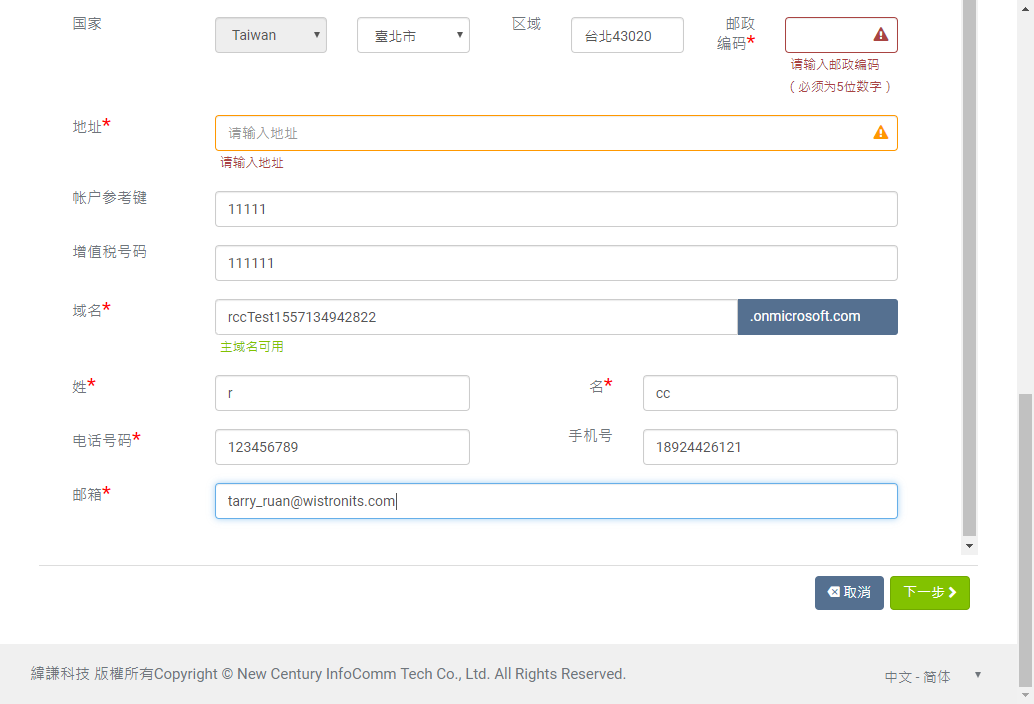 国家 Taiwan 臺北市 区域 台北43020 邮政
编码*
请输入邮政编码
( 必须为5位数字 )
地址* 请输入地址
请输入地址
帐户参考键 11111
增值税号码 111111
域名* rccTest1557134942822 .onmicrosoft.com
主域名可用
姓* r 名* cc
电话号码* 123456789 手机号 18924426121
邮箱* tarry_ruan@wistronits.com
取消 下一步
緯謙科技 版權所有Copyright © New Century InfoComm Tech Co., Ltd. All Rights Reserved. 中文 - 简体